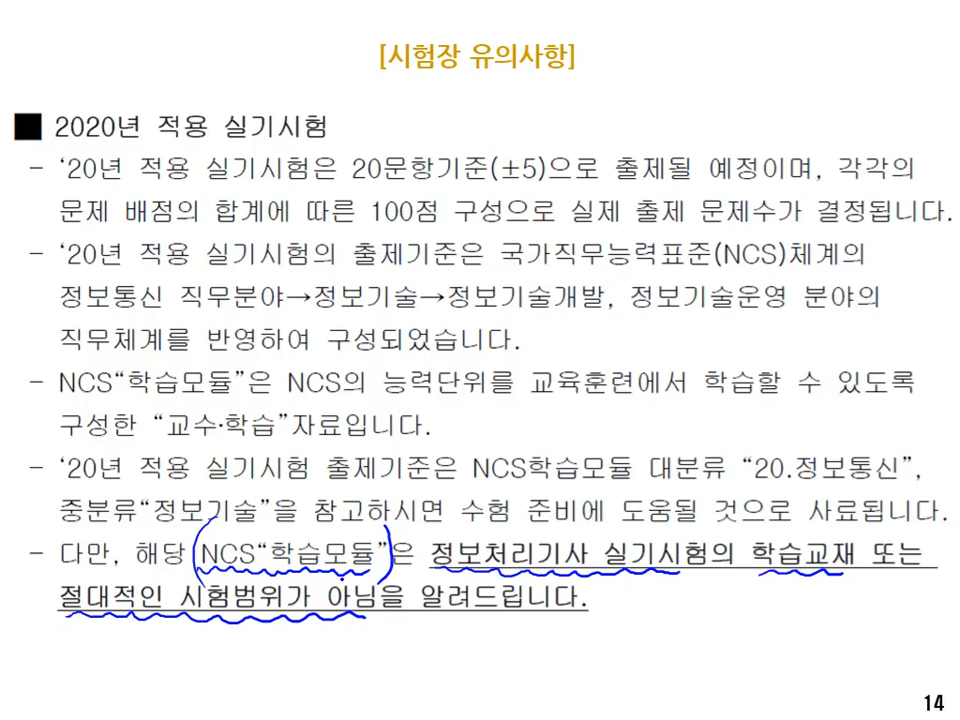 [시험장 유의사항]
■ 2020년 적용 실기시험
- ‘20년 적용 실기시험은 20문항기준(±5)으로 출제될 예정이며, 각각의
문제 배점의 합계에 따른 100점 구성으로 실제 출제 문제수가 결정됩니다.
- ‘20년 적용 실기시험의 출제기준은 국가직무능력표준(NCS)체계의
정보통신 직무분야→정보기술→정보기술개발, 정보기술운영 분야의
직무체계를 반영하여 구성되었습니다.
- NCS“학습모듈”은 NCS의 능력단위를 교육훈련에서 학습할 수 있도록
구성한 “교수·학습”자료입니다.
- ‘20년 적용 실기시험 출제기준은 NCS학습모듈 대분류 “20.정보통신”,
중분류“정보기술”을 참고하시면 수험 준비에 도움될 것으로 사료됩니다.
- 다만, 해당 NCS“학습모듈”은 정보처리기사 실기시험의 학습교재 또는
절대적인 시험범위가 아님을 알려드립니다.
14